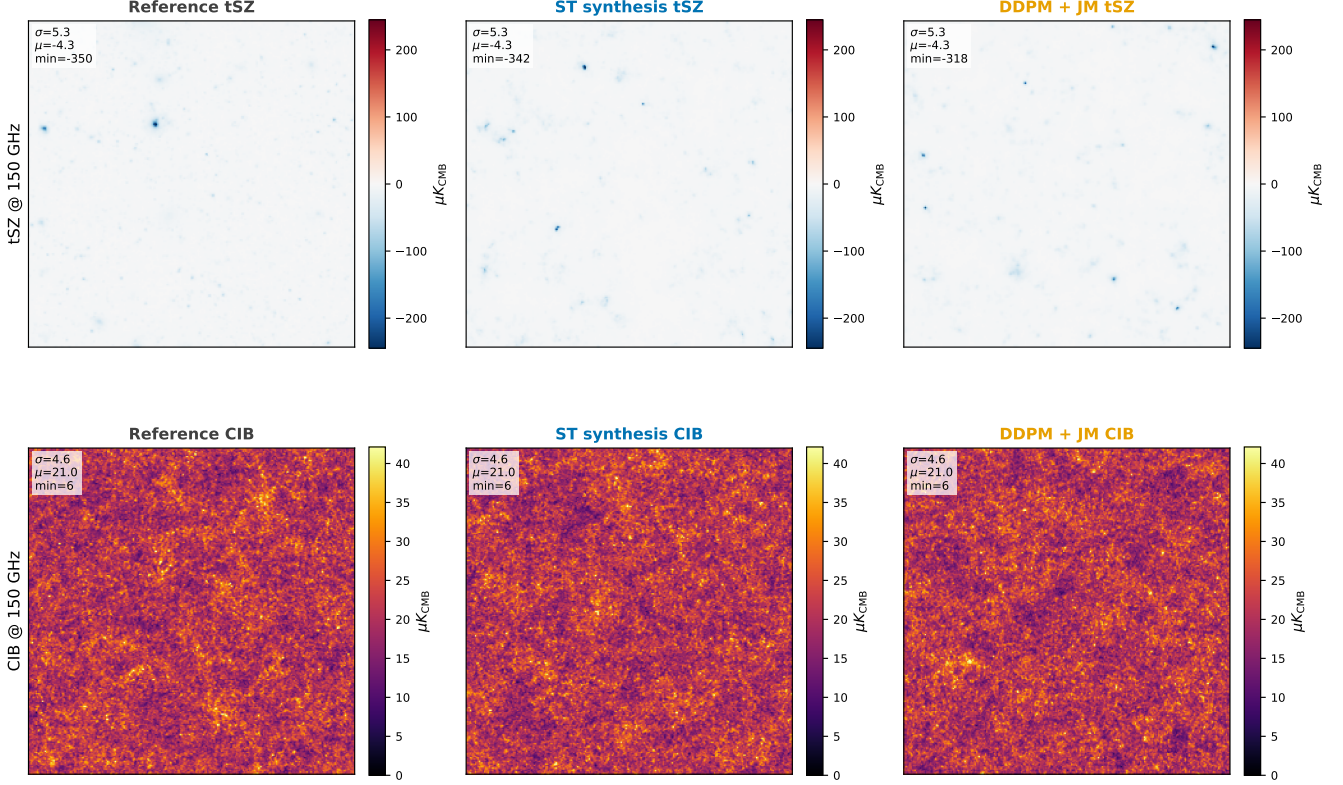 Reference tSZ
ST synthesis tSZ
DDPM + JM tSZ
σ=5.3
μ=-4.3
min=-350
σ=5.3
μ=-4.3
min=-342
σ=5.3
μ=-4.3
min=-318
tSZ @ 150 GHz
200
100
0
−100
−200
μK_CMB
200
100
0
−100
−200
μK_CMB
200
100
0
−100
−200
μK_CMB
Reference CIB
ST synthesis CIB
DDPM + JM CIB
σ=4.6
μ=21.0
min=6
σ=4.6
μ=21.0
min=6
σ=4.6
μ=21.0
min=6
CIB @ 150 GHz
40
35
30
25
20
15
10
5
0
μK_CMB
40
35
30
25
20
15
10
5
0
μK_CMB
40
35
30
25
20
15
10
5
0
μK_CMB